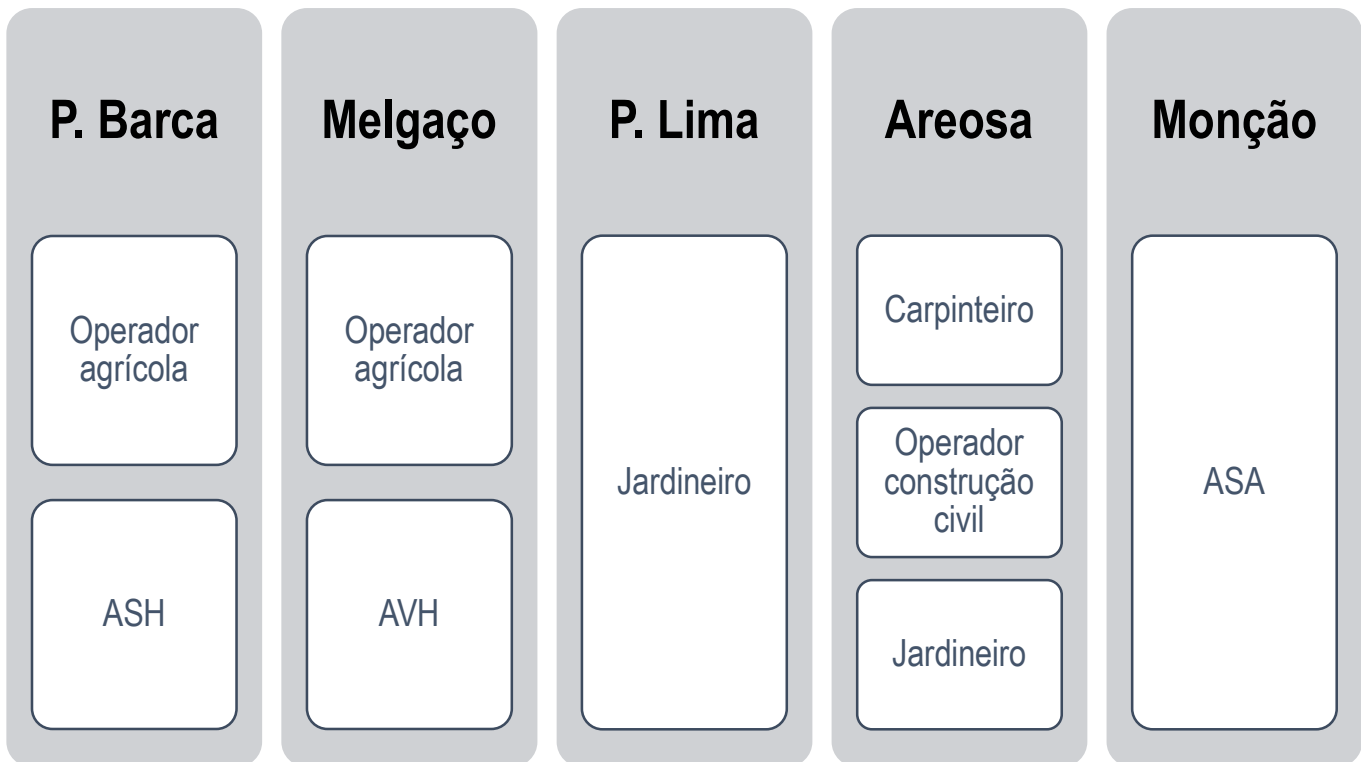 P. Barca
Operador
agrícola
ASH
Melgaço
Operador
agrícola
AVH
P. Lima
Jardineiro
Areosa
Carpinteiro
Operador
construção
civil
Jardineiro
Monção
ASA